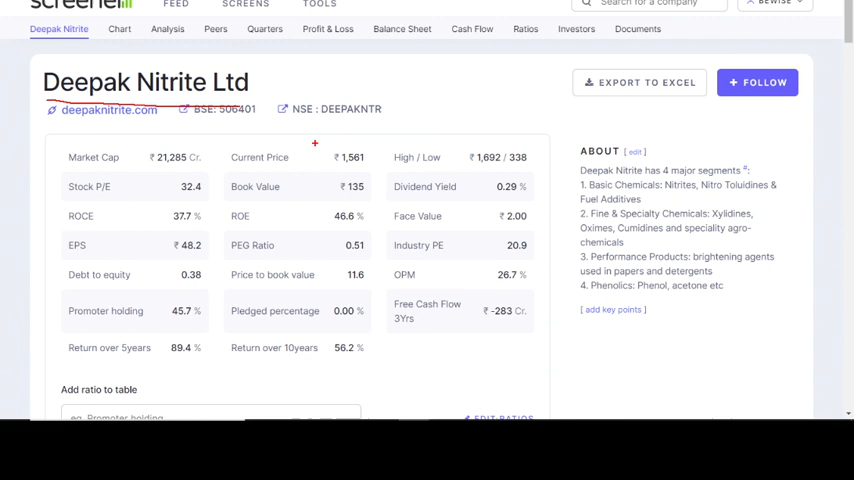 screener
FEED
SCREENS
TOOLS
Search for a company
BEWISE
Deepak Nitrite
Chart
Analysis
Peers
Quarters
Profit & Loss
Balance Sheet
Cash Flow
Ratios
Investors
Documents
Deepak Nitrite Ltd
EXPORT TO EXCEL
+ FOLLOW
deepaknitrite.com
BSE: 506401
NSE : DEEPAKNTR
Market Cap ₹ 21,285 Cr.
Current Price ₹ 1,561
High / Low ₹ 1,692 / 338
Stock P/E 32.4
Book Value ₹ 135
Dividend Yield 0.29 %
ROCE 37.7 %
ROE 46.6 %
Face Value ₹ 2.00
EPS ₹ 48.2
PEG Ratio 0.51
Industry PE 20.9
Debt to equity 0.38
Price to book value 11.6
OPM 26.7 %
Promoter holding 45.7 %
Pledged percentage 0.00 %
Free Cash Flow
3Yrs ₹ -283 Cr.
Return over 5years 89.4 %
Return over 10years 56.2 %
Add ratio to table
eg. Promoter holding
EDIT RATIOS
ABOUT [ edit ]
Deepak Nitrite has 4 major segments #:
1. Basic Chemicals: Nitrites, Nitro Toluidines &
Fuel Additives
2. Fine & Specialty Chemicals: Xylidines,
Oximes, Cumidines and speciality agro-
chemicals
3. Performance Products: brightening agents
used in papers and detergents
4. Phenolics: Phenol, acetone etc
[ add key points ]